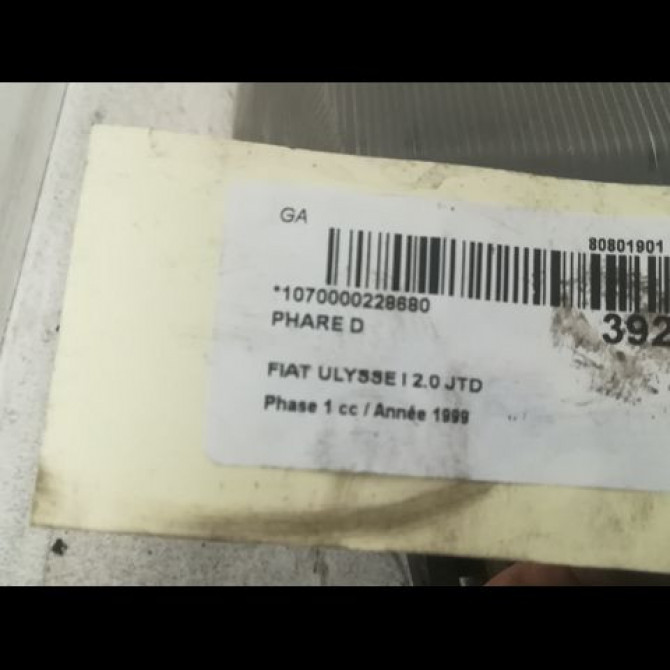 GA
80801901
*1070000228680
392
PHARE D
FIAT ULYSSE I 2.0 JTD
Phase 1 cc / Année 1999